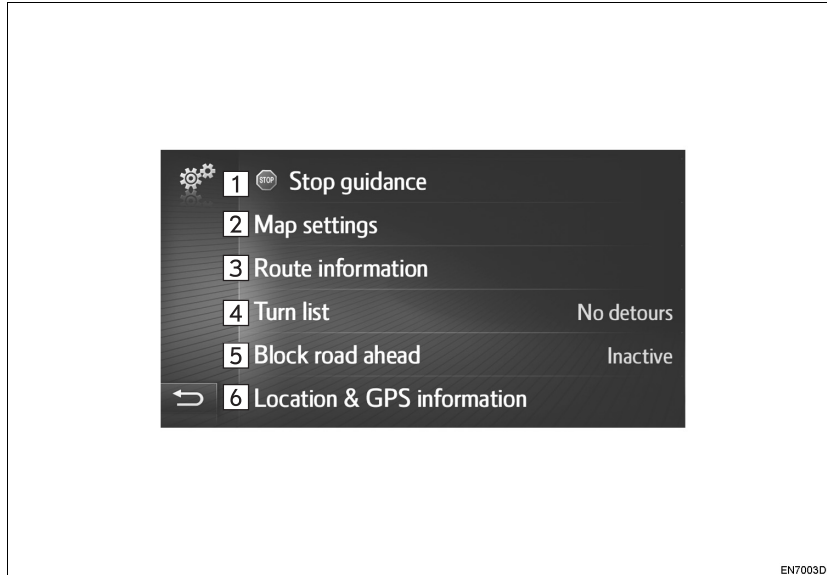 1 STOP Stop guidance
2 Map settings
3 Route information
4 Turn list No detours
5 Block road ahead Inactive
6 Location & GPS information
EN7003D